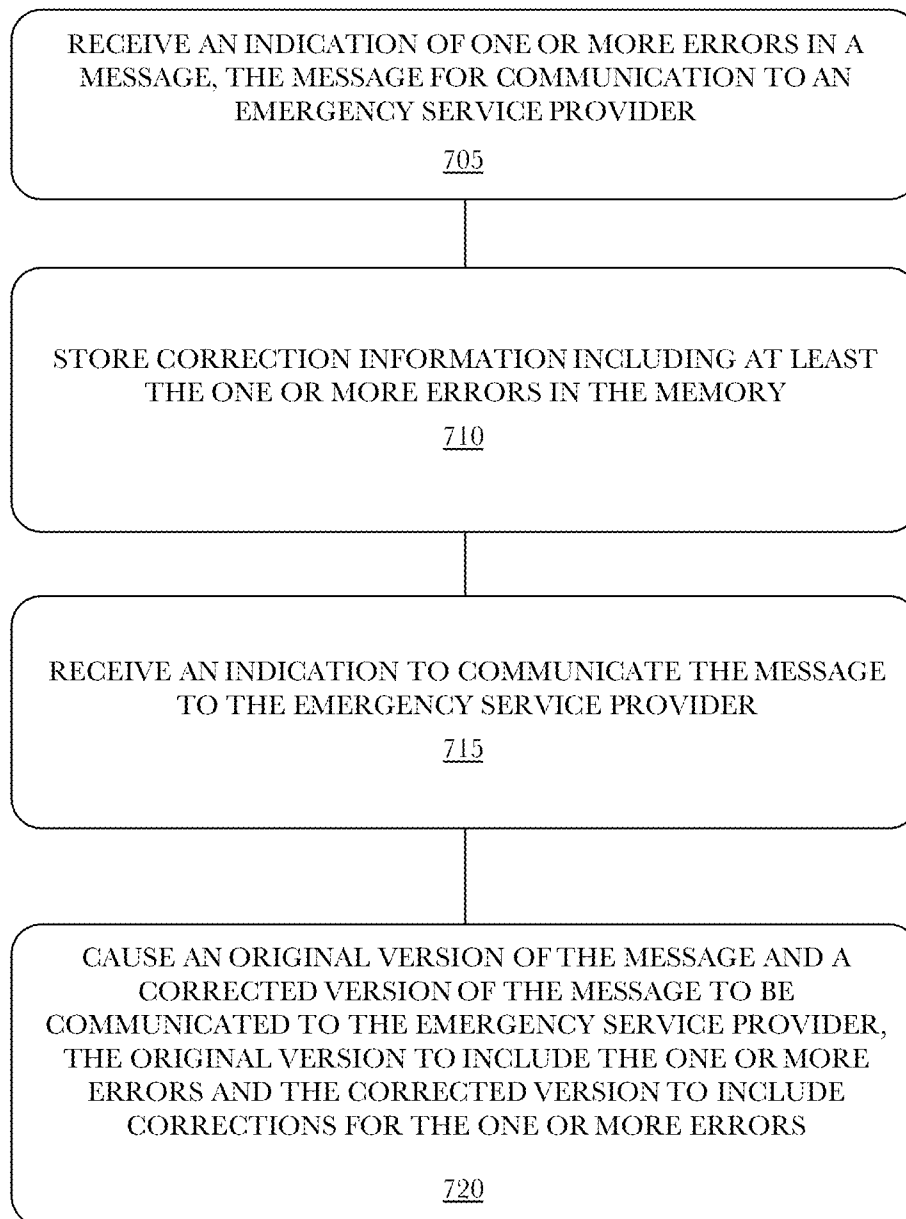 RECEIVE AN INDICATION OF ONE OR MORE ERRORS IN A
MESSAGE, THE MESSAGE FOR COMMUNICATION TO AN
EMERGENCY SERVICE PROVIDER
705
STORE CORRECTION INFORMATION INCLUDING AT LEAST
THE ONE OR MORE ERRORS IN THE MEMORY
710
RECEIVE AN INDICATION TO COMMUNICATE THE MESSAGE
TO THE EMERGENCY SERVICE PROVIDER
715
CAUSE AN ORIGINAL VERSION OF THE MESSAGE AND A
CORRECTED VERSION OF THE MESSAGE TO BE
COMMUNICATED TO THE EMERGENCY SERVICE PROVIDER,
THE ORIGINAL VERSION TO INCLUDE THE ONE OR MORE
ERRORS AND THE CORRECTED VERSION TO INCLUDE
CORRECTIONS FOR THE ONE OR MORE ERRORS
720